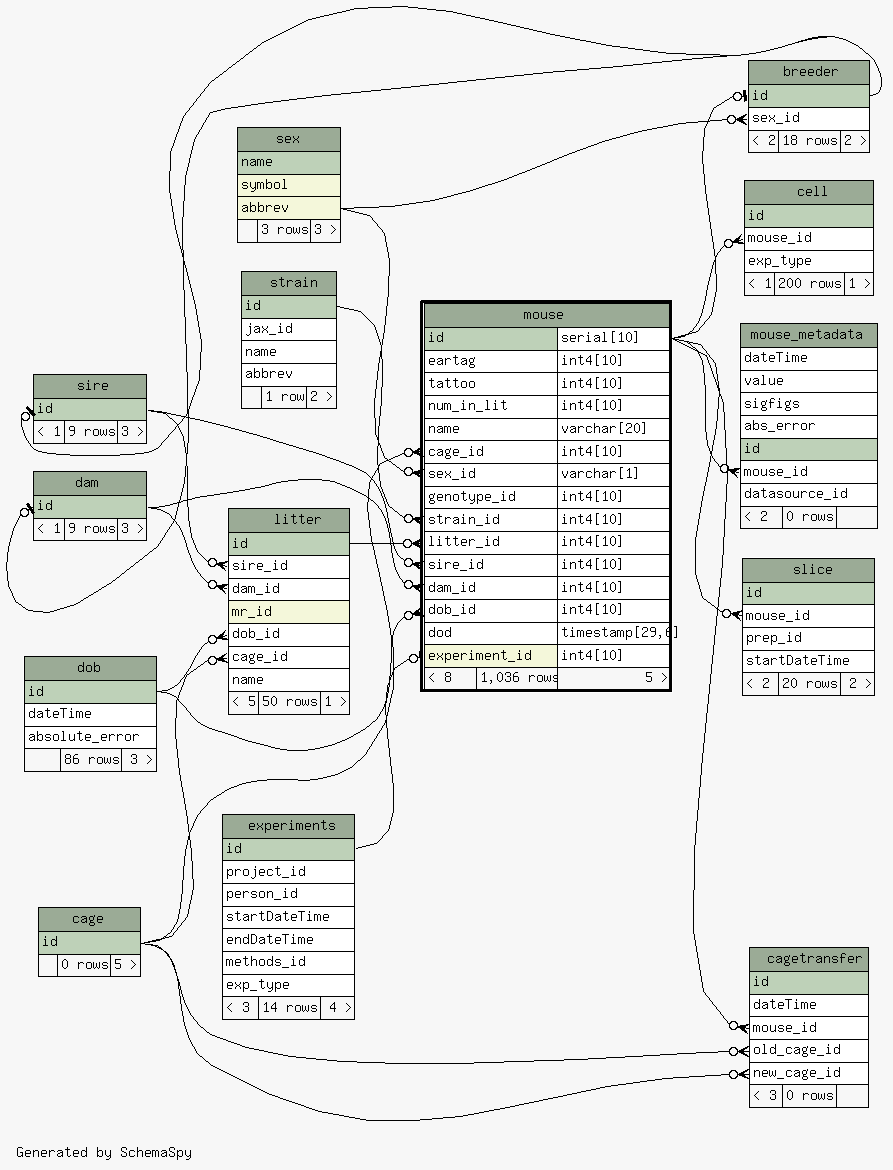 breeder
id
sex_id
< 2 18 rows 2 >
sex
name
symbol
abbrev
3 rows 3 >
cell
id
mouse_id
exp_type
< 1 200 rows 1 >
strain
id
jax_id
name
abbrev
1 row 2 >
mouse
id serial[10]
eartag int4[10]
tattoo int4[10]
num_in_lit int4[10]
name varchar[20]
cage_id int4[10]
sex_id varchar[1]
genotype_id int4[10]
strain_id int4[10]
litter_id int4[10]
sire_id int4[10]
dam_id int4[10]
dob_id int4[10]
dod timestamp[29,6]
experiment_id int4[10]
< 8 1,036 rows 5 >
mouse_metadata
dateTime
value
sigfigs
abs_error
id
mouse_id
datasource_id
< 2 0 rows
sire
id
< 1 9 rows 3 >
dam
id
< 1 9 rows 3 >
litter
id
sire_id
dam_id
mr_id
dob_id
cage_id
name
< 5 50 rows 1 >
slice
id
mouse_id
prep_id
startDateTime
< 2 20 rows 2 >
dob
id
dateTime
absolute_error
86 rows 3 >
experiments
id
project_id
person_id
startDateTime
endDateTime
methods_id
exp_type
< 3 14 rows 4 >
cage
id
0 rows 5 >
cagetransfer
id
dateTime
mouse_id
old_cage_id
new_cage_id
< 3 0 rows
Generated by SchemaSpy